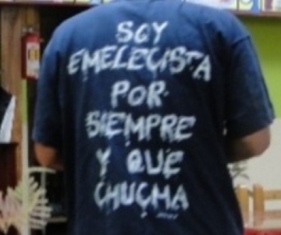 SOY
EMELECISTA
POR
SIEMPRE
Y QUE
CHUCHA